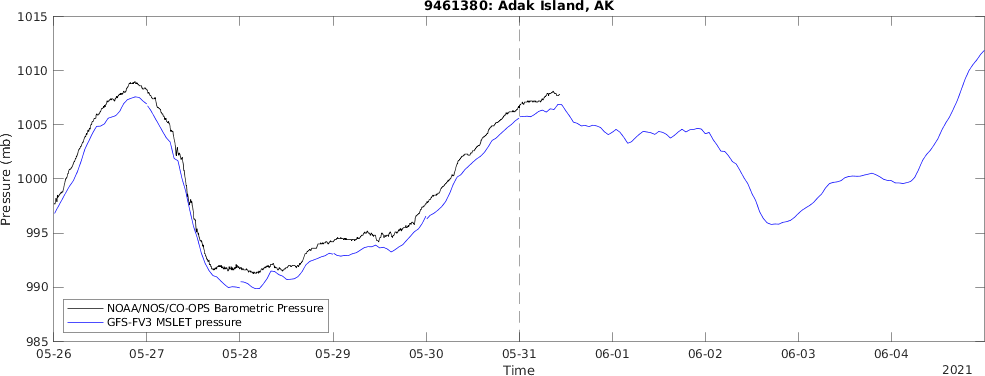 9461380: Adak Island, AK
Pressure (mb)
1015
1010
1005
1000
995
990
985
NOAA/NOS/CO-OPS Barometric Pressure
GFS-FV3 MSLET pressure
05-26 05-27 05-28 05-29 05-30 05-31 06-01 06-02 06-03 06-04
Time
2021